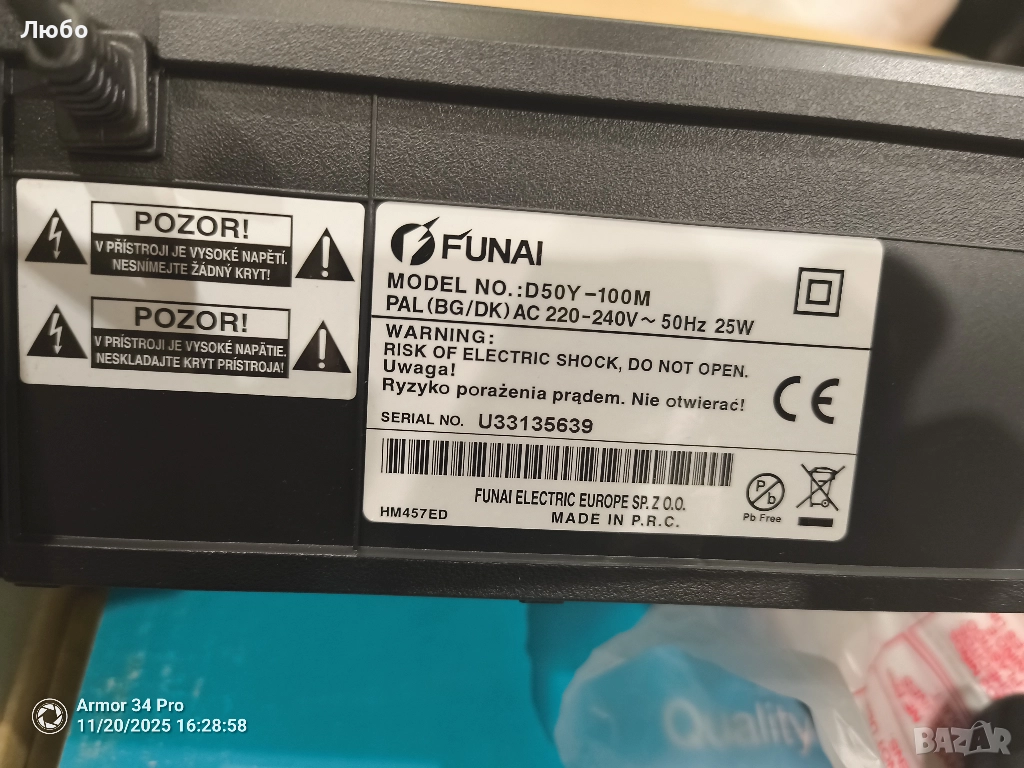 Любо
POZOR!
V PŘÍSTROJI JE VYSOKÉ NAPĚTÍ.
NESNÍMEJTE ŽÁDNÝ KRYT!
POZOR!
V PRÍSTROJI JE VYSOKÉ NAPÄTIE.
NESKLADAJTE KRYT PRÍSTROJA!
FUNAI
MODEL NO.:D50Y-100M
PAL(BG/DK) AC 220-240V~ 50Hz 25W
WARNING:
RISK OF ELECTRIC SHOCK, DO NOT OPEN.
Uwaga!
Ryzyko porażenia prądem. Nie otwierać!
SERIAL NO. U33135639
CE
FUNAI ELECTRIC EUROPE SP. Z O.O.
HM457ED MADE IN P.R.C.
Pb
Pb Free
Quality
Armor 34 Pro
11/20/2025 16:28:58
BAZAR